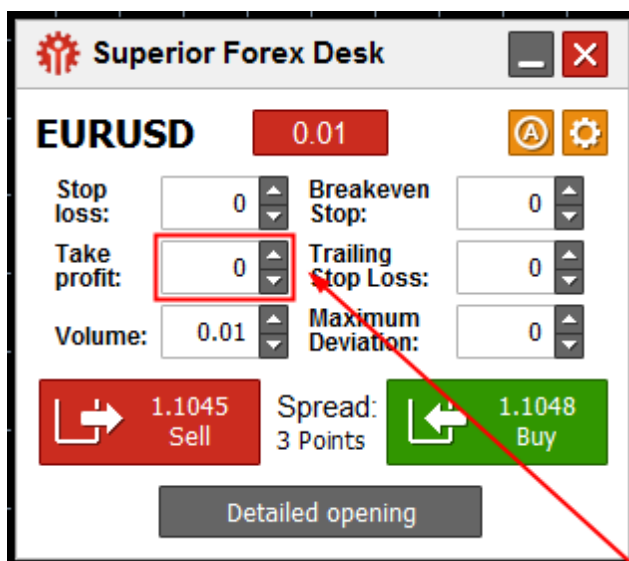 Superior Forex Desk
EURUSD 0.01 A
Stop loss: 0 Breakeven Stop: 0
Take profit: 0 Trailing Stop Loss: 0
Volume: 0.01 Maximum Deviation: 0
1.1045 Sell
Spread: 3 Points
1.1048 Buy
Detailed opening